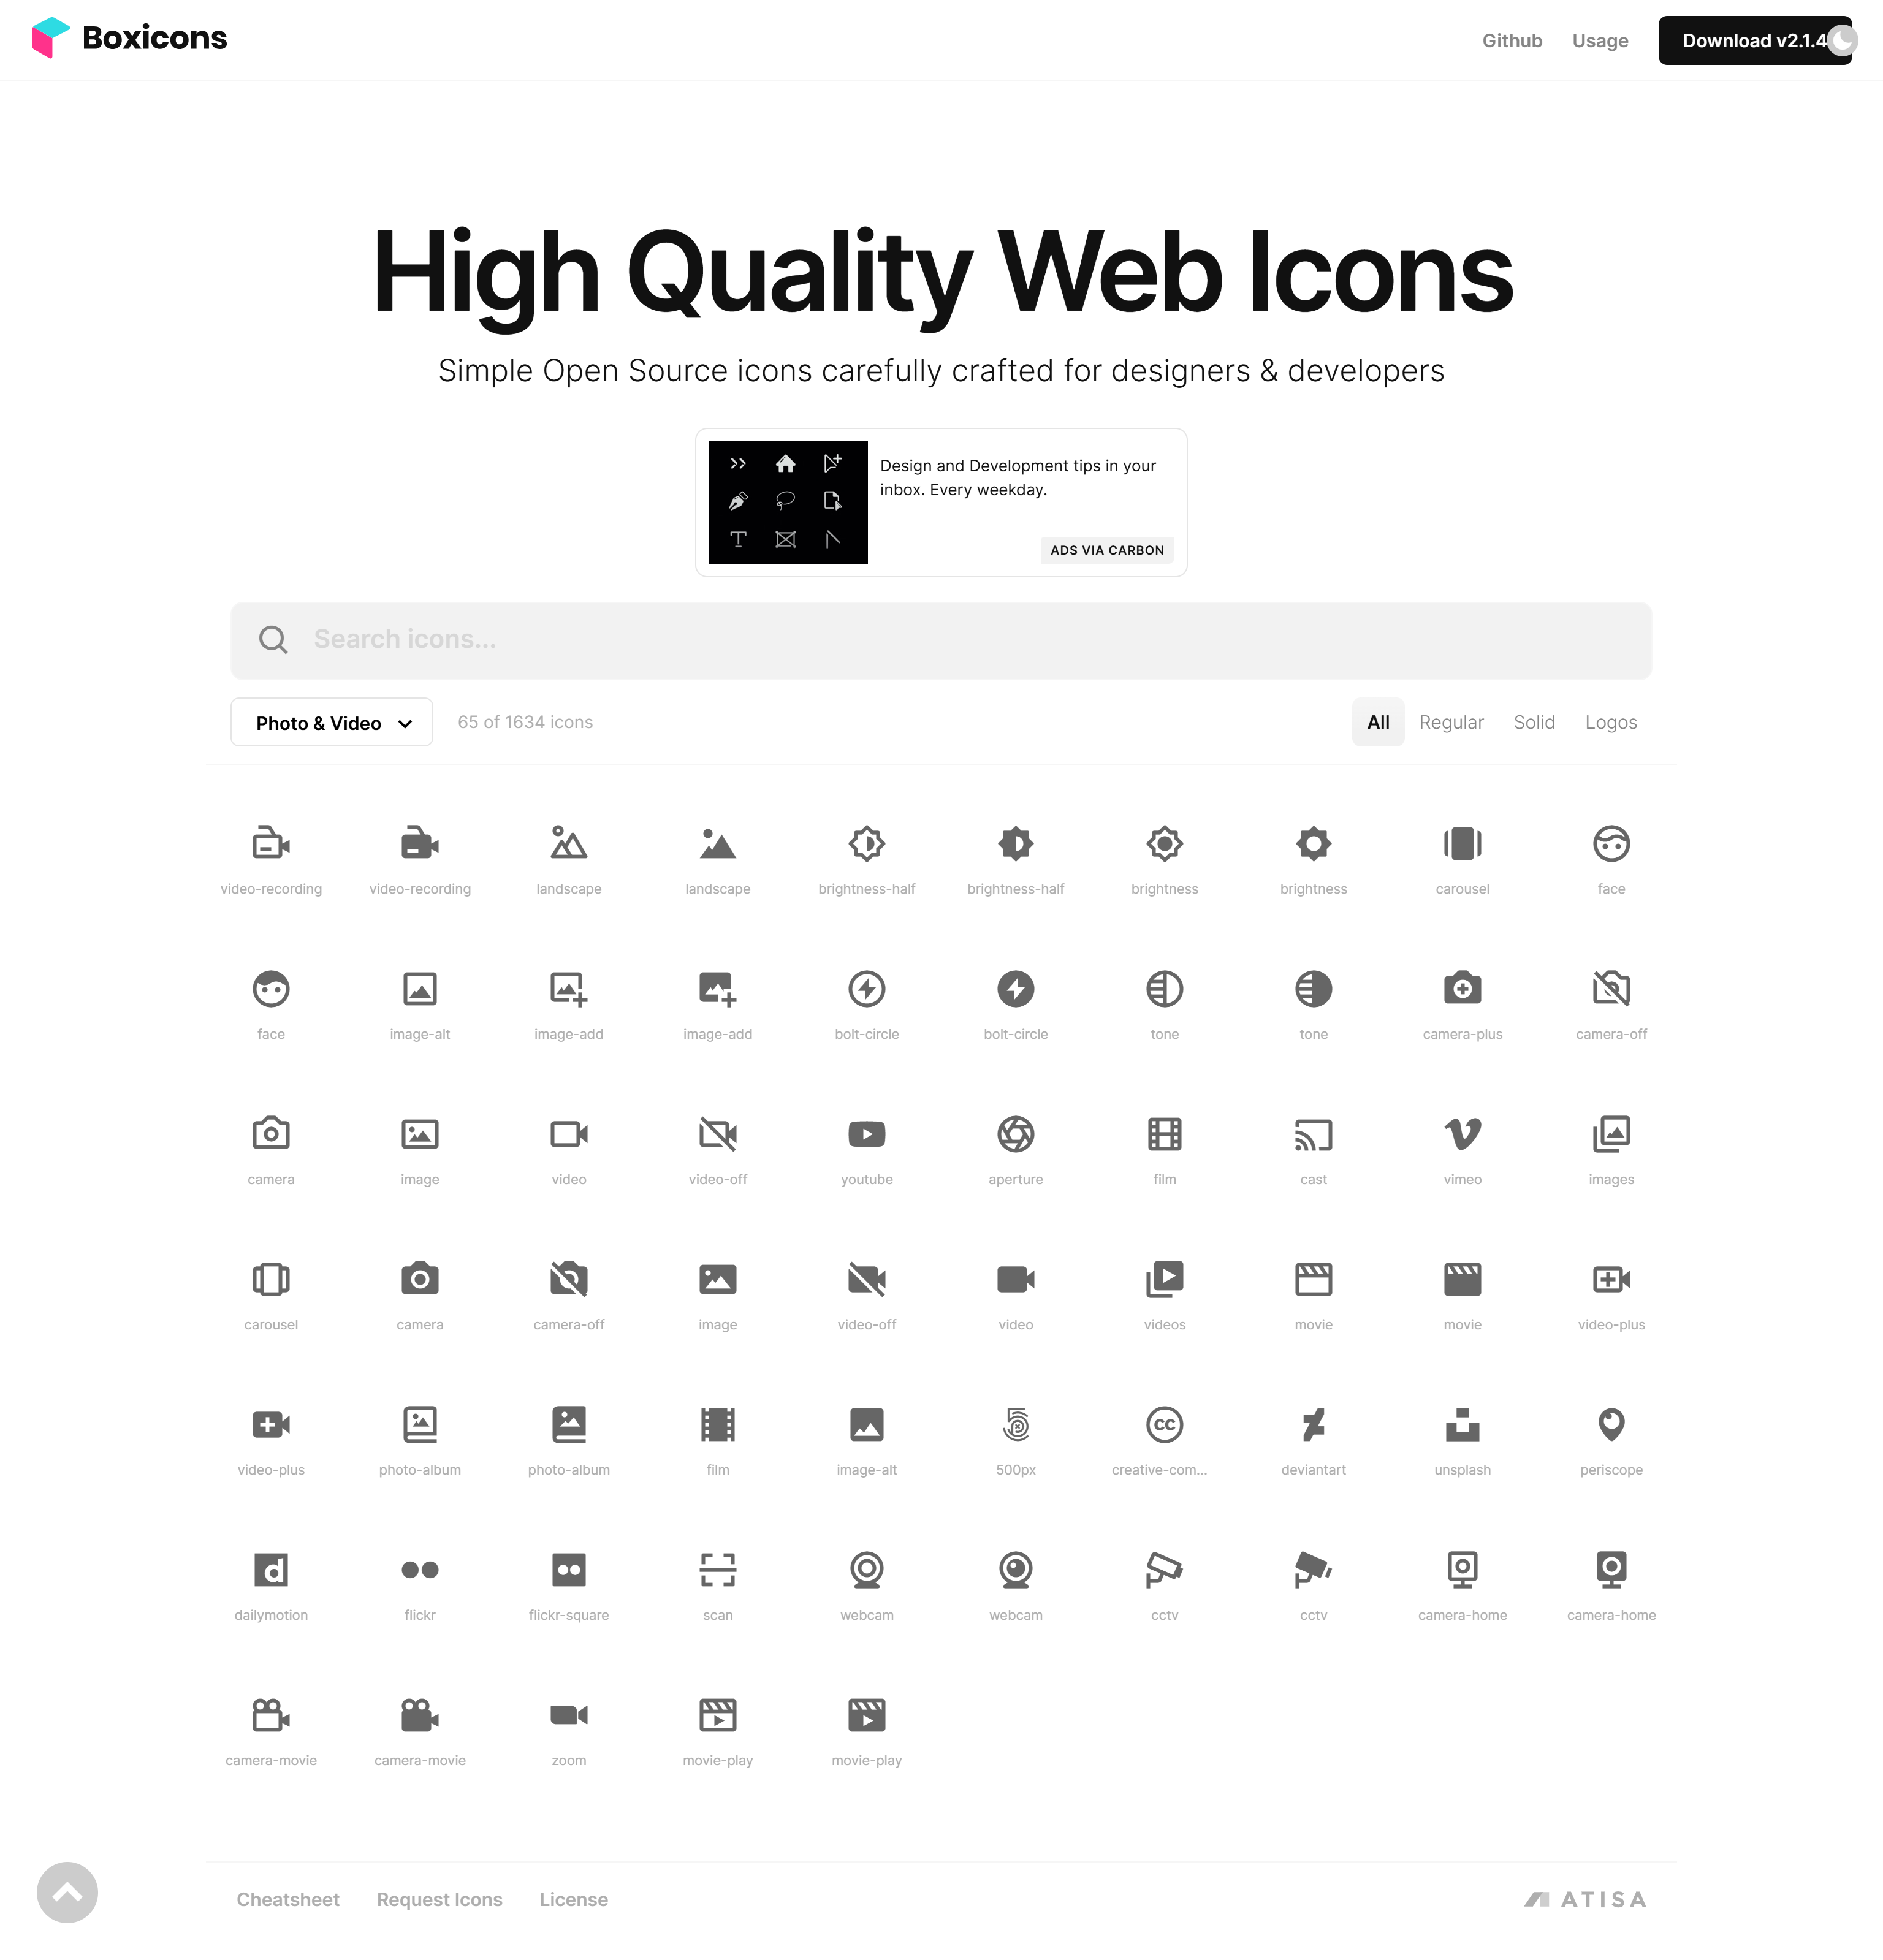 Boxicons
Github Usage Download v2.1.4
High Quality Web Icons
Simple Open Source icons carefully crafted for designers & developers
Design and Development tips in your
inbox. Every weekday.
ADS VIA CARBON
Search icons...
Photo & Video 65 of 1634 icons All Regular Solid Logos
video-recording video-recording landscape landscape brightness-half brightness-half brightness brightness carousel face
face image-alt image-add image-add bolt-circle bolt-circle tone tone camera-plus camera-off
camera image video video-off youtube aperture film cast vimeo images
carousel camera camera-off image video-off video videos movie movie video-plus
video-plus photo-album photo-album film image-alt 500px creative-com... deviantart unsplash periscope
dailymotion flickr flickr-square scan webcam webcam cctv cctv camera-home camera-home
camera-movie camera-movie zoom movie-play movie-play
Cheatsheet Request Icons License ATISA